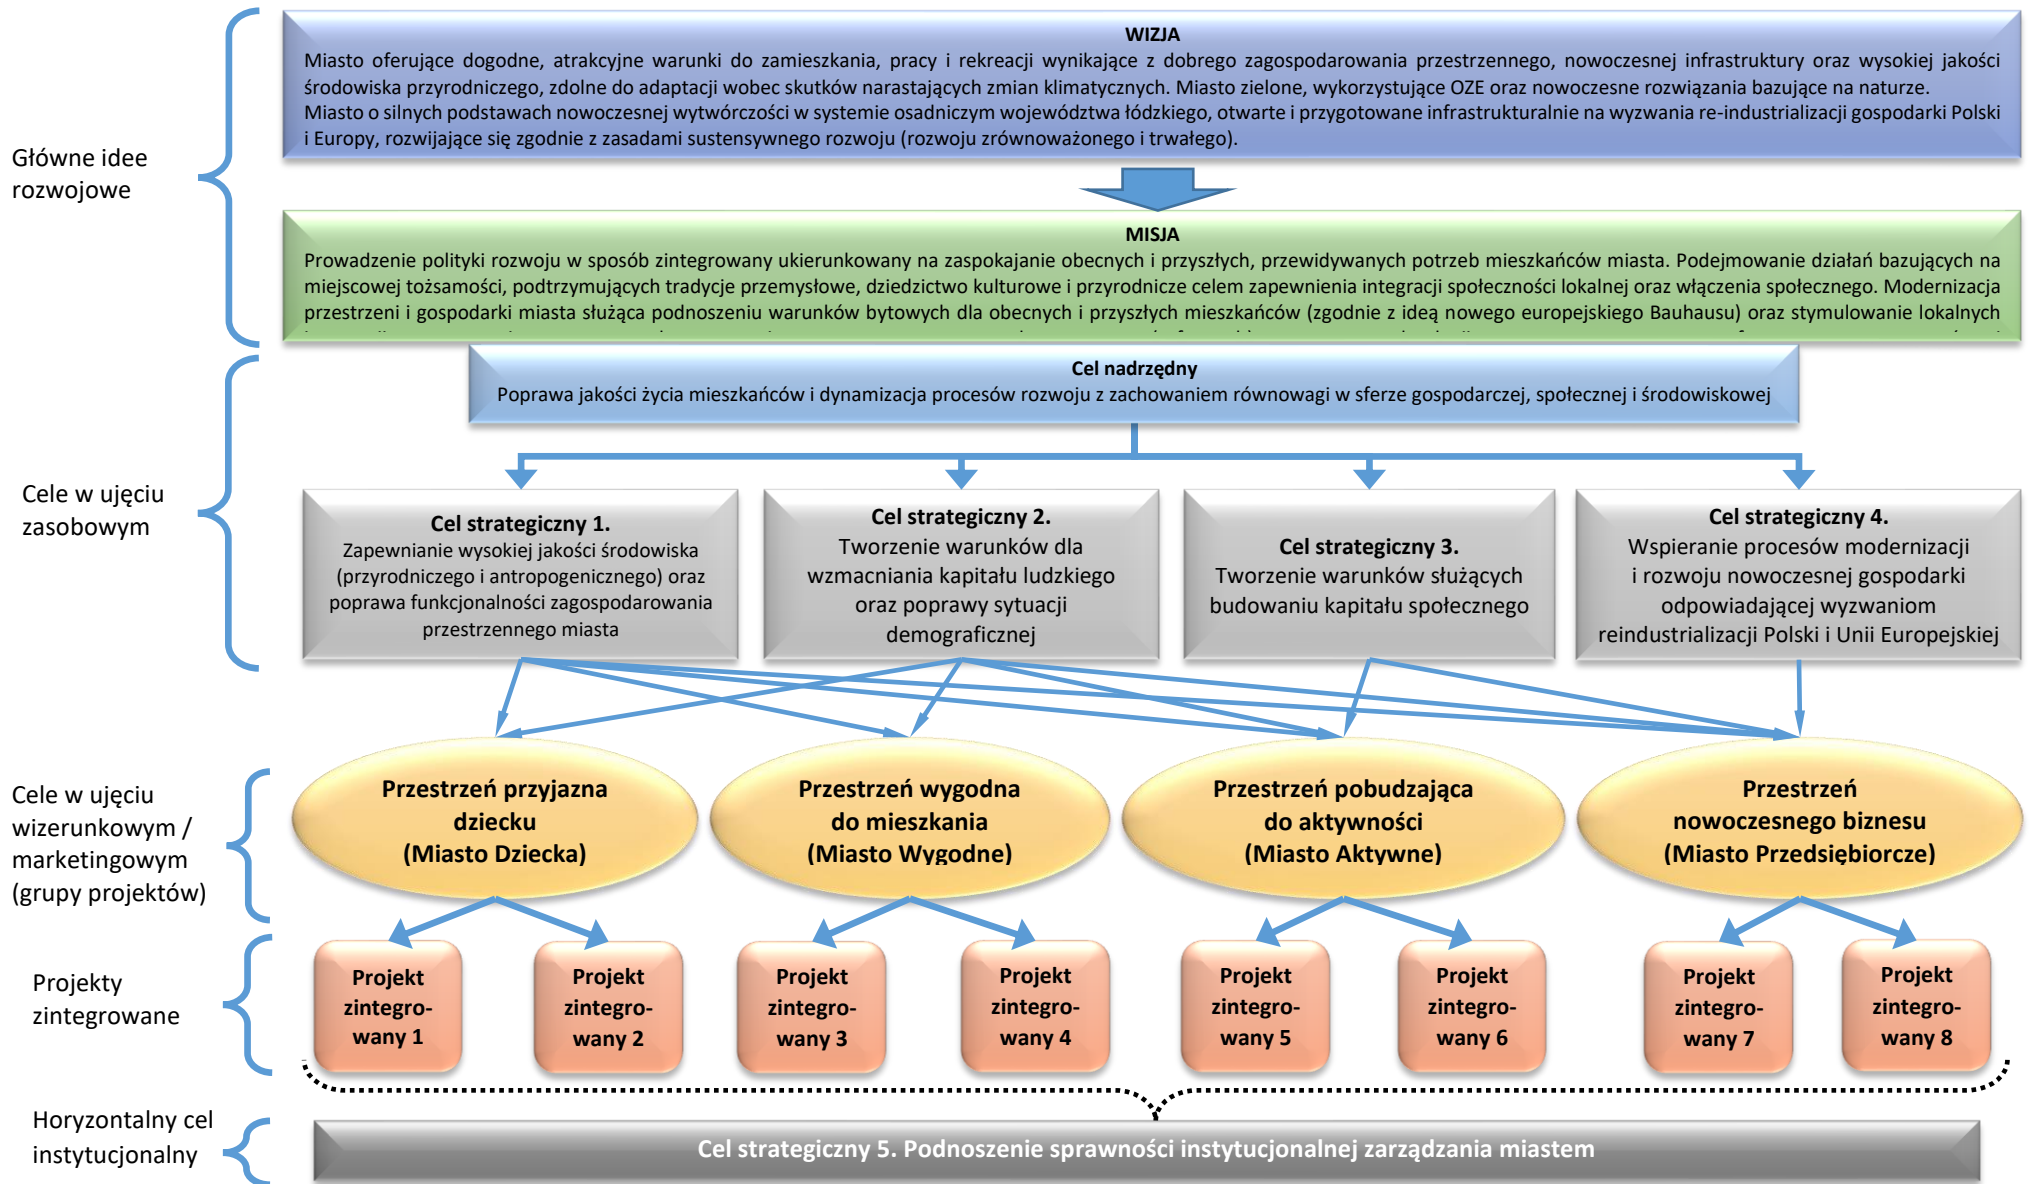 Główne idee
rozwojowe
WIZJA
Miasto oferujące dogodne, atrakcyjne warunki do zamieszkania, pracy i rekreacji wynikające z dobrego zagospodarowania przestrzennego, nowoczesnej infrastruktury oraz wysokiej jakości
środowiska przyrodniczego, zdolne do adaptacji wobec skutków narastających zmian klimatycznych. Miasto zielone, wykorzystujące OZE oraz nowoczesne rozwiązania bazujące na naturze.
Miasto o silnych podstawach nowoczesnej wytwórczości w systemie osadniczym województwa łódzkiego, otwarte i przygotowane infrastrukturalnie na wyzwania re-industrializacji gospodarki Polski
i Europy, rozwijające się zgodnie z zasadami sustensywnego rozwoju (rozwoju zrównoważonego i trwałego).
MISJA
Prowadzenie polityki rozwoju w sposób zintegrowany ukierunkowany na zaspokajanie obecnych i przyszłych, przewidywanych potrzeb mieszkańców miasta. Podejmowanie działań bazujących na
miejscowej tożsamości, podtrzymujących tradycje przemysłowe, dziedzictwo kulturowe i przyrodnicze celem zapewnienia integracji społeczności lokalnej oraz włączenia społecznego. Modernizacja
przestrzeni i gospodarki miasta służąca podnoszeniu warunków bytowych dla obecnych i przyszłych mieszkańców (zgodnie z ideą nowego europejskiego Bauhausu) oraz stymulowanie lokalnych
Cele w ujęciu
zasobowym
Cel nadrzędny
Poprawa jakości życia mieszkańców i dynamizacja procesów rozwoju z zachowaniem równowagi w sferze gospodarczej, społecznej i środowiskowej
Cel strategiczny 1.
Zapewnianie wysokiej jakości środowiska
(przyrodniczego i antropogenicznego) oraz
poprawa funkcjonalności zagospodarowania
przestrzennego miasta
Cel strategiczny 2.
Tworzenie warunków dla
wzmacniania kapitału ludzkiego
oraz poprawy sytuacji
demograficznej
Cel strategiczny 3.
Tworzenie warunków służących
budowaniu kapitału społecznego
Cel strategiczny 4.
Wspieranie procesów modernizacji
i rozwoju nowoczesnej gospodarki
odpowiadającej wyzwaniom
reindustrializacji Polski i Unii Europejskiej
Cele w ujęciu
wizerunkowym /
marketingowym
(grupy projektów)
Przestrzeń przyjazna
dziecku
(Miasto Dziecka)
Przestrzeń wygodna
do mieszkania
(Miasto Wygodne)
Przestrzeń pobudzająca
do aktywności
(Miasto Aktywne)
Przestrzeń
nowoczesnego biznesu
(Miasto Przedsiębiorcze)
Projekty
zintegrowane
Projekt
zintegro-
wany 1
Projekt
zintegro-
wany 2
Projekt
zintegro-
wany 3
Projekt
zintegro-
wany 4
Projekt
zintegro-
wany 5
Projekt
zintegro-
wany 6
Projekt
zintegro-
wany 7
Projekt
zintegro-
wany 8
Horyzontalny cel
instytucjonalny
Cel strategiczny 5. Podnoszenie sprawności instytucjonalnej zarządzania miastem